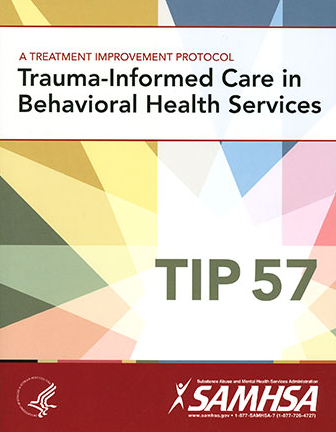 A TREATMENT IMPROVEMENT PROTOCOL
Trauma-Informed Care in
Behavioral Health Services
TIP 57
Substance Abuse and Mental Health Services Administration
SAMHSA
www.samhsa.gov • 1-877-SAMHSA-7 (1-877-726-4727)